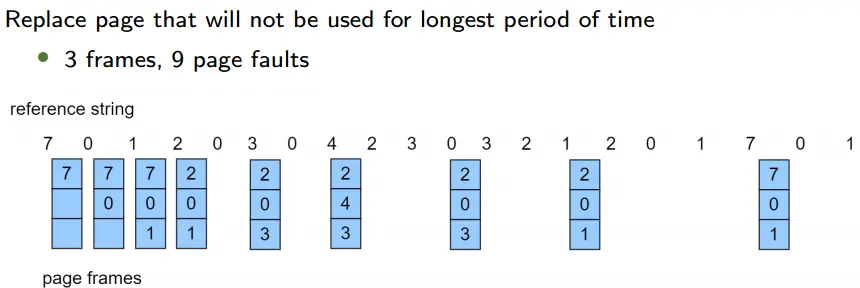 Replace page that will not be used for longest period of time
• 3 frames, 9 page faults
reference string
7 0 1 2 0 3 0 4 2 3 0 3 2 1 2 0 1 7 0 1
7 7 7 2 2 2 2 2 7
0 0 0 0 4 0 0 0
1 1 3 3 3 1 1
page frames